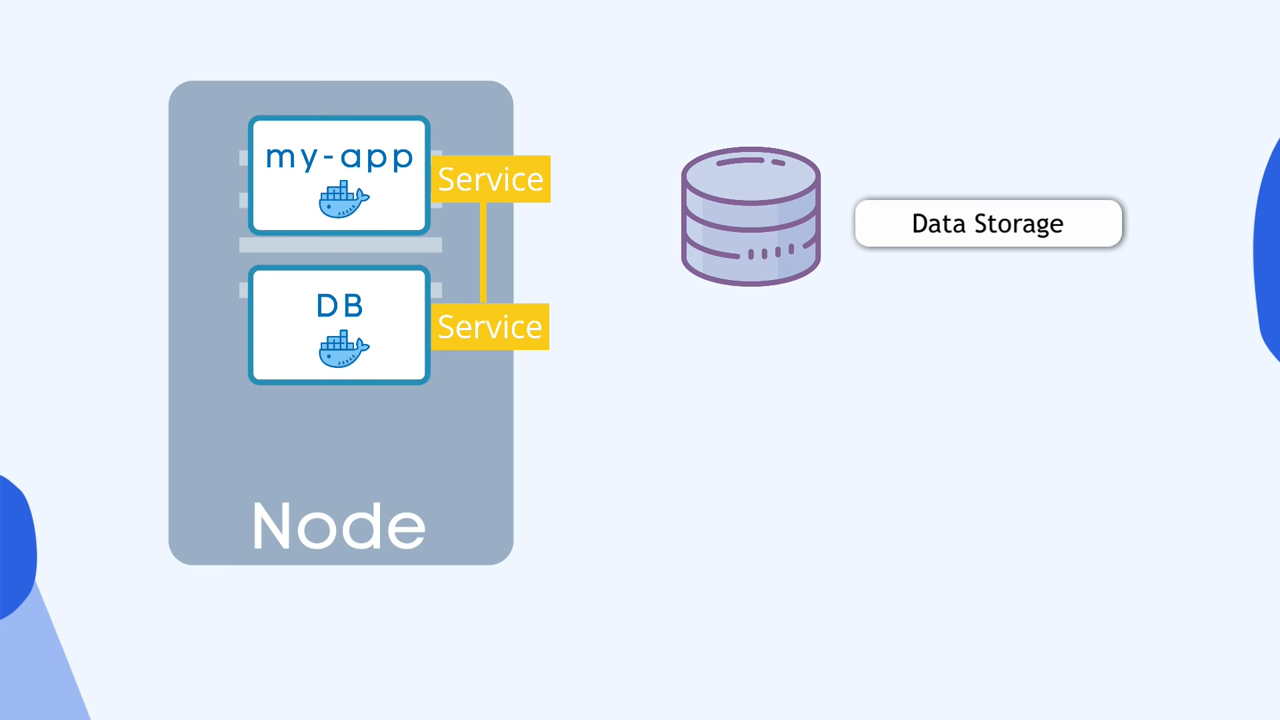 my-app
Service
DB
Service
Node
Data Storage